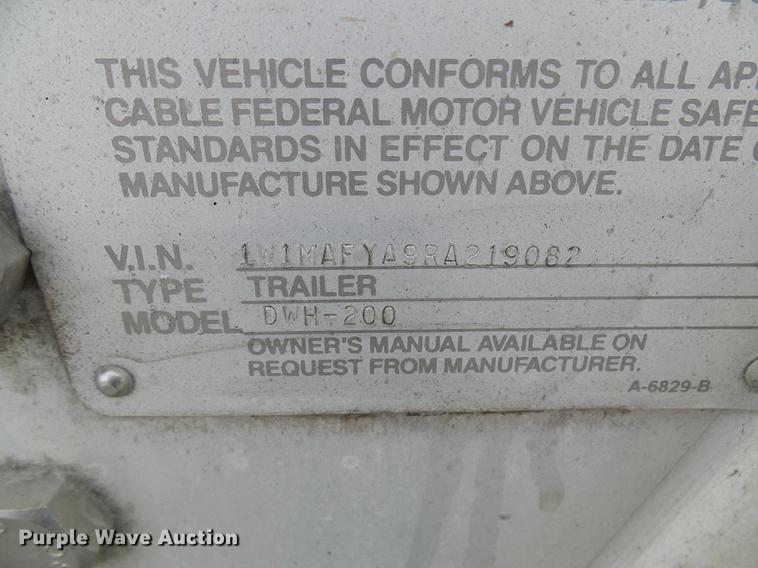 THIS VEHICLE CONFORMS TO ALL APPLI
CABLE FEDERAL MOTOR VEHICLE SAFE
STANDARDS IN EFFECT ON THE DATE
MANUFACTURE SHOWN ABOVE.
V.I.N. 1W1MAFYA9RA219082
TYPE TRAILER
MODEL DWH-200
OWNER'S MANUAL AVAILABLE ON
REQUEST FROM MANUFACTURER.
A-6829-B
Purple Wave Auction